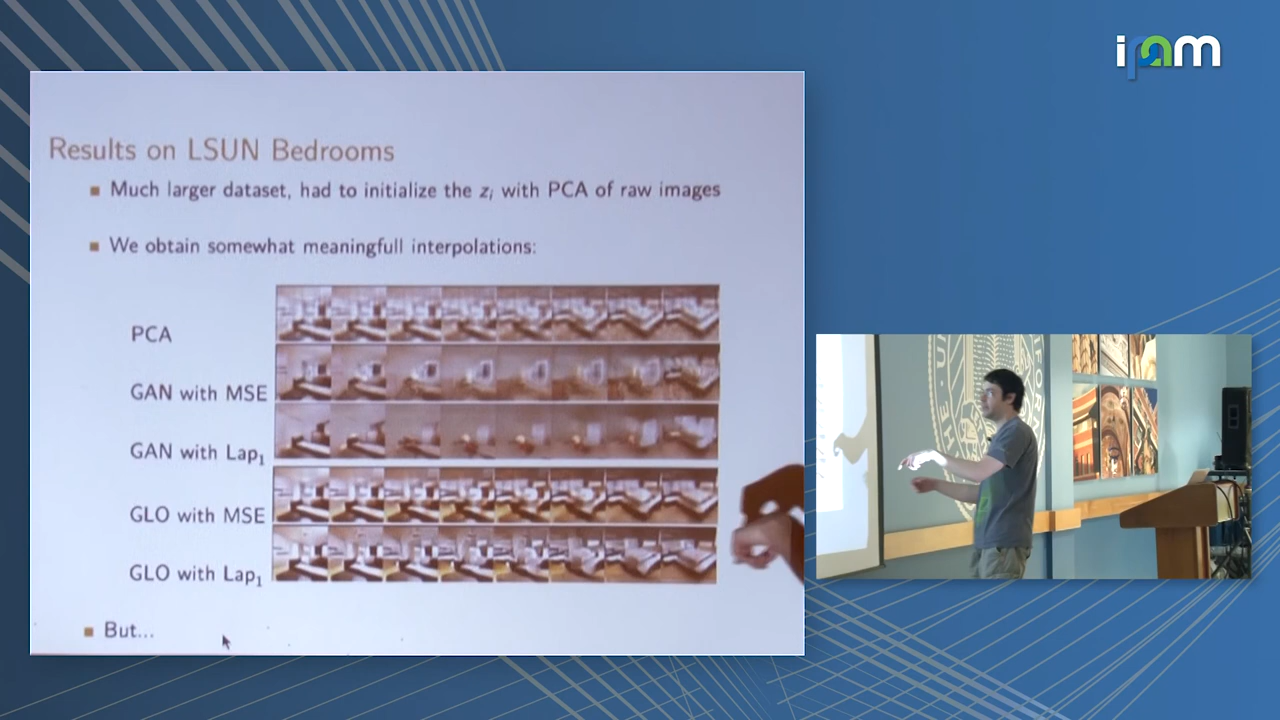 ipam
Results on LSUN Bedrooms
Much larger dataset, had to initialize the zi with PCA of raw images
We obtain somewhat meaningfull interpolations:
PCA
GAN with MSE
GAN with Lap1
GLO with MSE
GLO with Lap1
But...